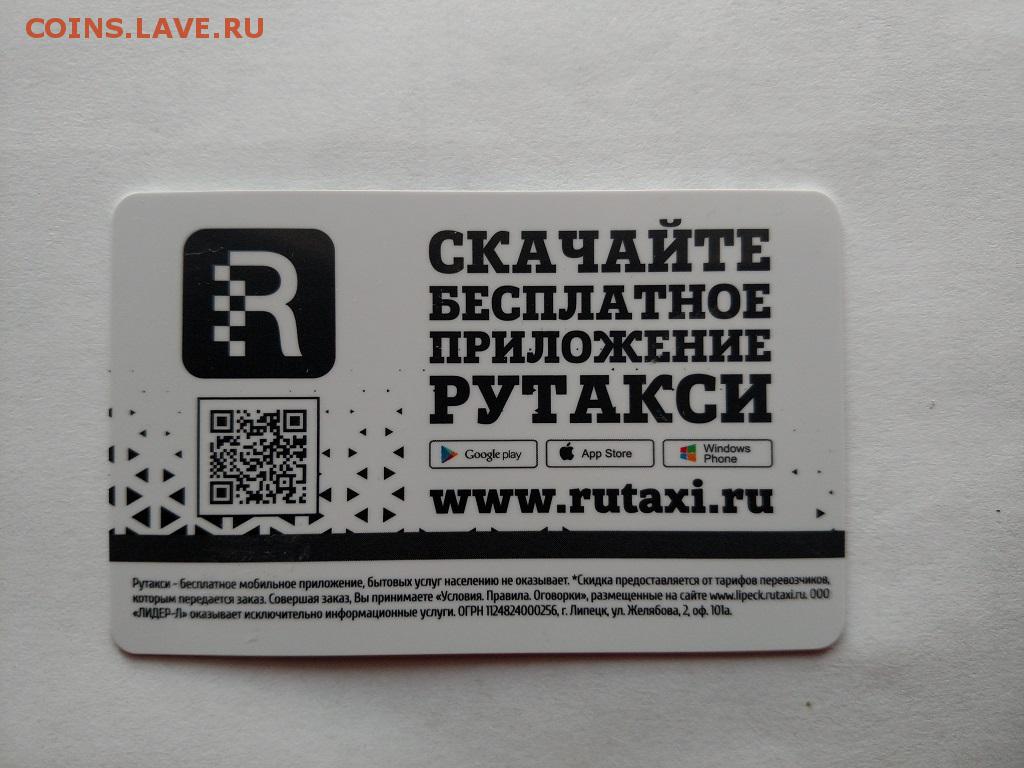 COINS.LAVE.RU
R
СКАЧАЙТЕ
БЕСПЛАТНОЕ
ПРИЛОЖЕНИЕ
РУТАКСИ
Google play
App Store
Windows
Phone
www.rutaxi.ru
Рутакси - бесплатное мобильное приложение, бытовых услуг населению не оказывает. *Скидка предоставляется от тарифов перевозчиков,
которым передается заказ. Совершая заказ, Вы принимаете «Условия. Правила. Оговорки», размещенные на сайте www.lipeck.rutaxi.ru. ООО
«ЛИДЕР-Л» оказывает исключительно информационные услуги. ОГРН 1124824000256, г. Липецк, ул. Желябова, 2, оф. 101а.